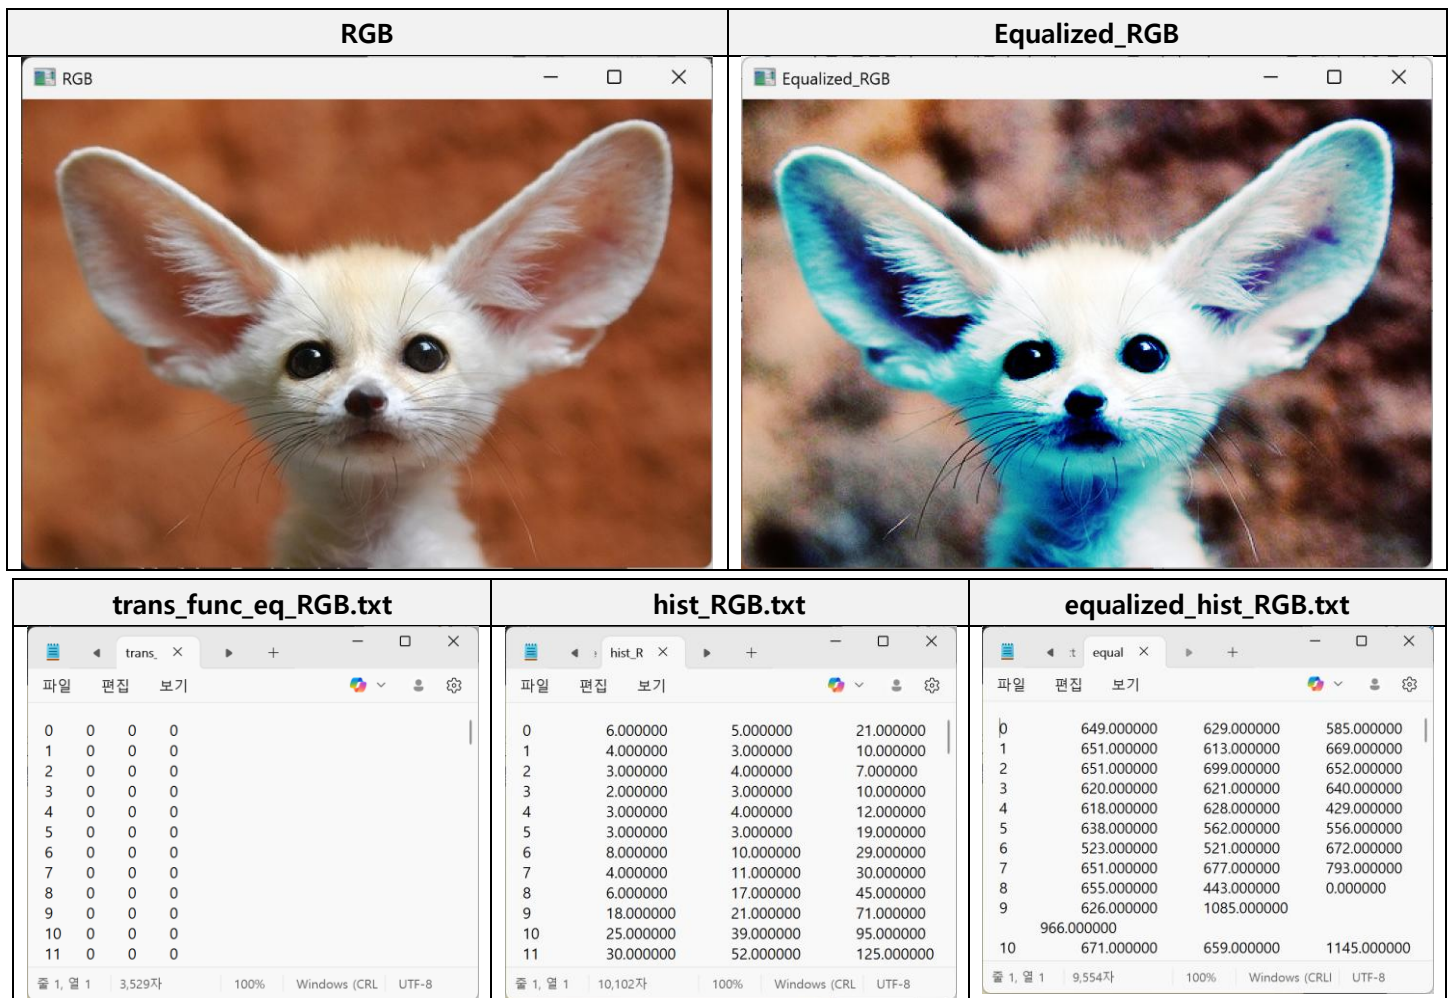 RGB Equalized_RGB
RGB Equalized_RGB
trans_func_eq_RGB.txt hist_RGB.txt equalized_hist_RGB.txt
trans_ hist_R equal
파일 편집 보기 파일 편집 보기 파일 편집 보기
0 0 0 0
1 0 0 0
2 0 0 0
3 0 0 0
4 0 0 0
5 0 0 0
6 0 0 0
7 0 0 0
8 0 0 0
9 0 0 0
10 0 0 0
11 0 0 0
줄 1, 열 1 3,529자 100% Windows (CRL UTF-8
0 6.000000 5.000000 21.000000
1 4.000000 3.000000 10.000000
2 3.000000 4.000000 7.000000
3 2.000000 3.000000 10.000000
4 3.000000 4.000000 12.000000
5 3.000000 3.000000 19.000000
6 8.000000 10.000000 29.000000
7 4.000000 11.000000 30.000000
8 6.000000 17.000000 45.000000
9 18.000000 21.000000 71.000000
10 25.000000 39.000000 95.000000
11 30.000000 52.000000 125.000000
줄 1, 열 1 10,102자 100% Windows (CRL UTF-8
0 649.000000 629.000000 585.000000
1 651.000000 613.000000 669.000000
2 651.000000 699.000000 652.000000
3 620.000000 621.000000 640.000000
4 618.000000 628.000000 429.000000
5 638.000000 562.000000 556.000000
6 523.000000 521.000000 672.000000
7 651.000000 677.000000 793.000000
8 655.000000 443.000000 0.000000
9 626.000000 1085.000000
966.000000
10 671.000000 659.000000 1145.000000
줄 1, 열 1 9,554자 100% Windows (CRLI UTF-8